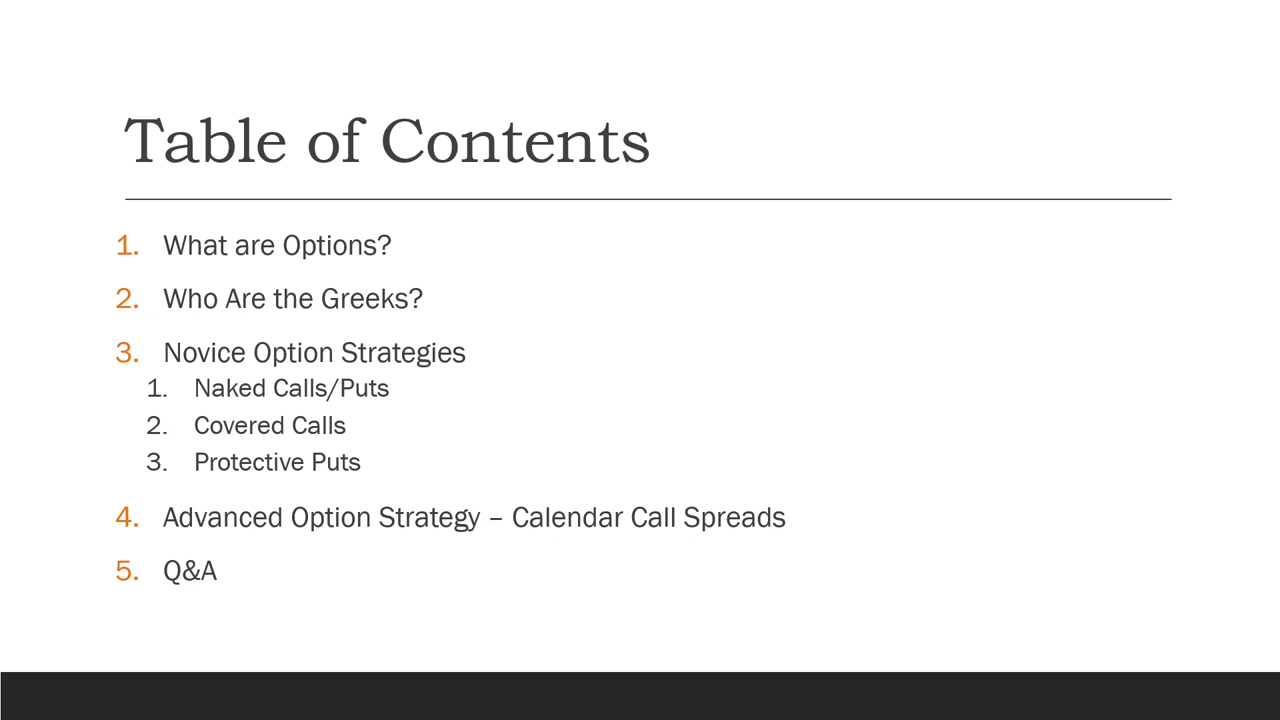 Table of Contents
1. What are Options?
2. Who Are the Greeks?
3. Novice Option Strategies
1. Naked Calls/Puts
2. Covered Calls
3. Protective Puts
4. Advanced Option Strategy – Calendar Call Spreads
5. Q&A